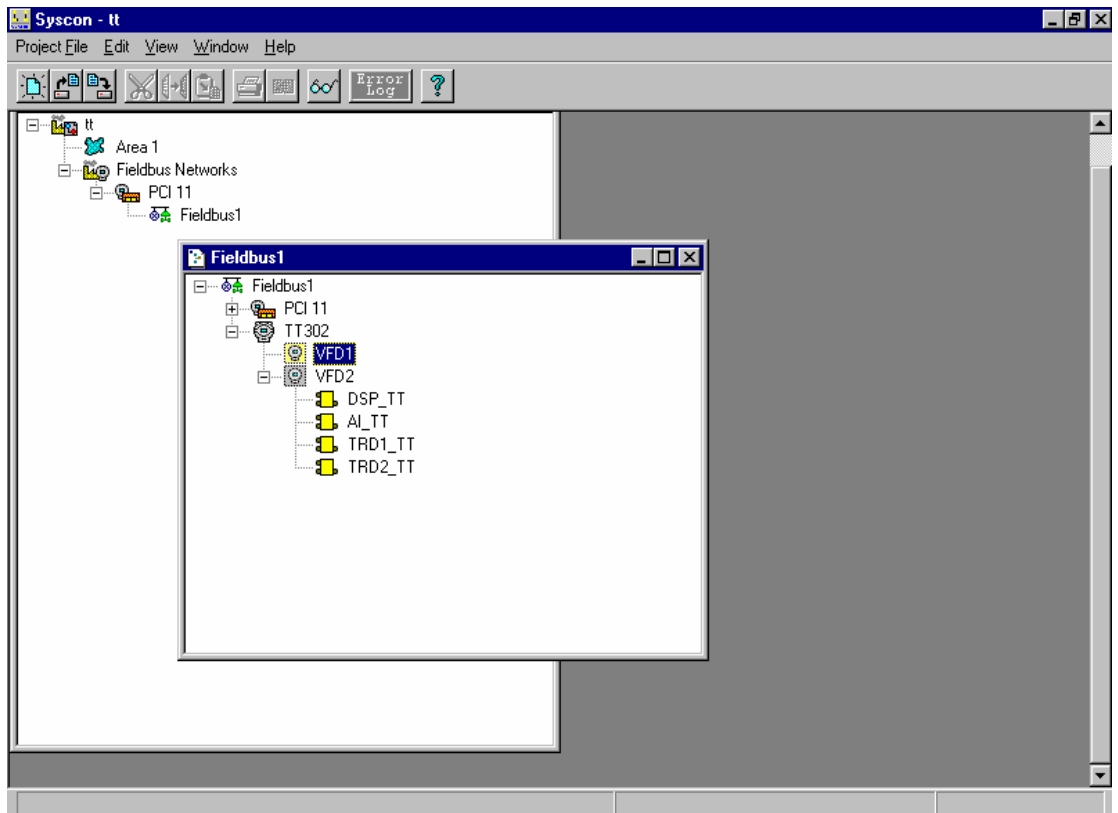 Syscon - tt
Project File Edit View Window Help
Error Log
tt
Area 1
Fieldbus Networks
PCI 11
Fieldbus1
Fieldbus1
Fieldbus1
PCI 11
TT302
VFD1
VFD2
DSP_TT
AI_TT
TRD1_TT
TRD2_TT